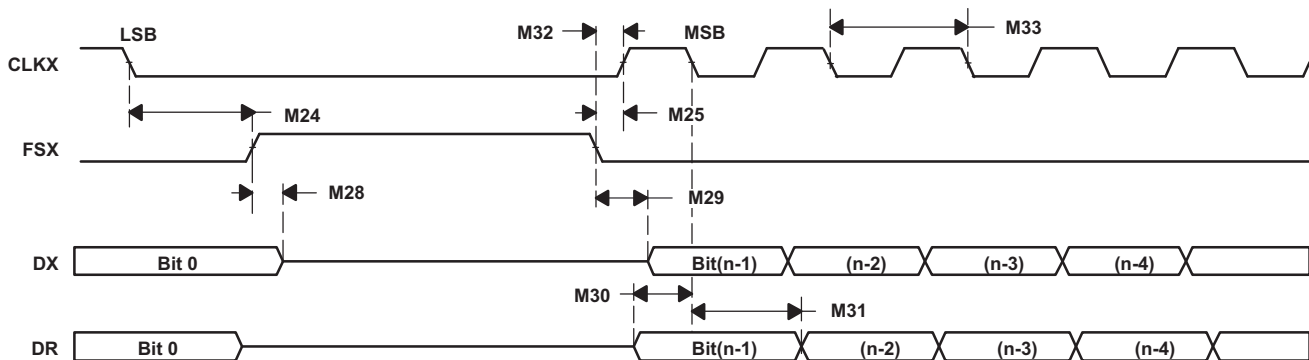 LSB
M32
MSB
M33
CLKX
M24
M25
FSX
M28
M29
DX
Bit 0
Bit(n-1)
(n-2)
(n-3)
(n-4)
M30
M31
DR
Bit 0
Bit(n-1)
(n-2)
(n-3)
(n-4)